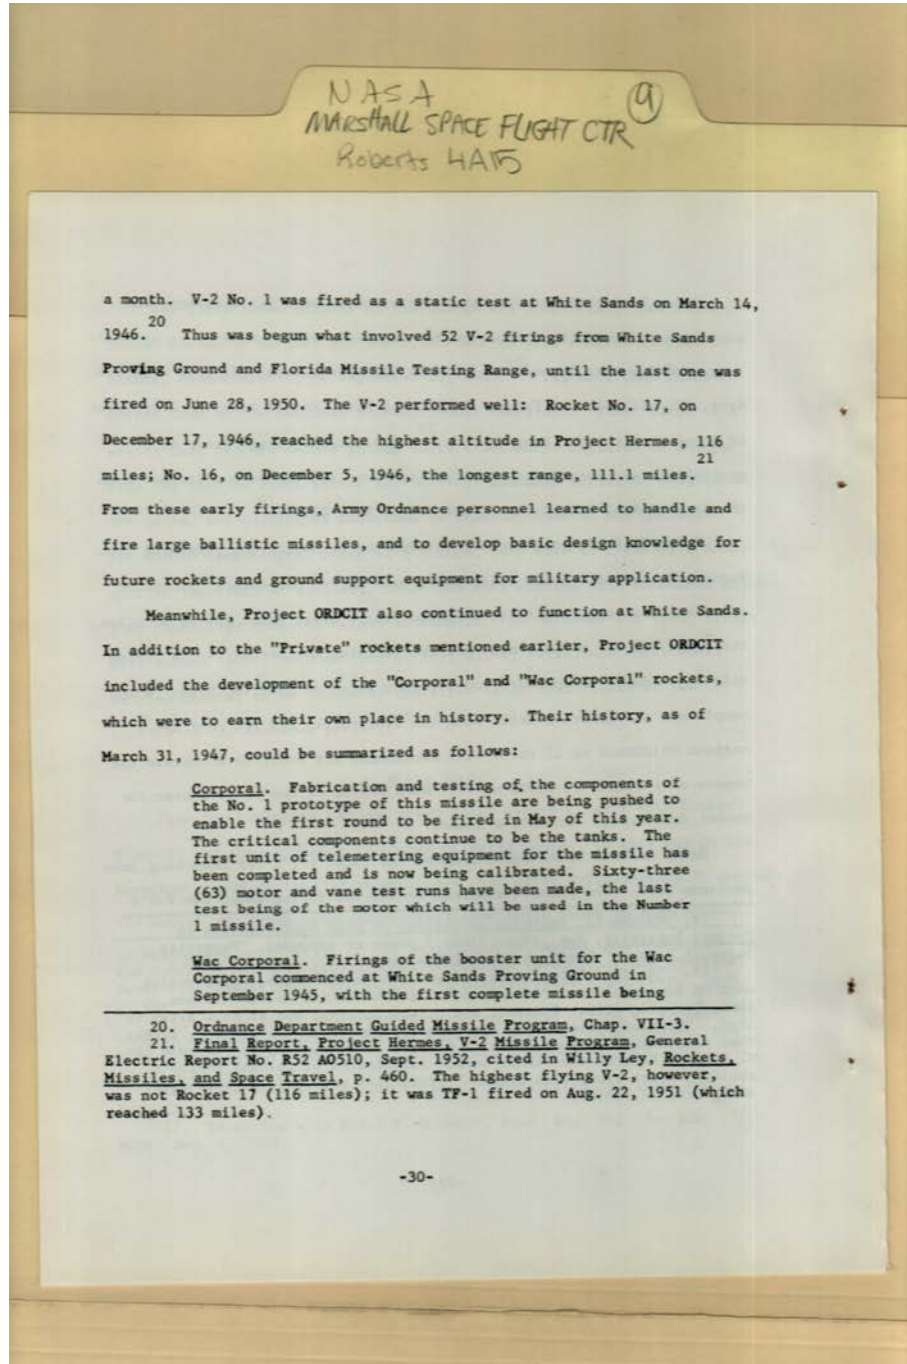 NASA
9
MARSHALL SPACE FLIGHT CTR
Roberts 4A15
a month. V-2 No. 1 was fired as a static test at White Sands on March 14,
1946.20 Thus was begun what involved 52 V-2 firings from White Sands
Proving Ground and Florida Missile Testing Range, until the last one was
fired on June 28, 1950. The V-2 performed well: Rocket No. 17, on
December 17, 1946, reached the highest altitude in Project Hermes, 116
miles; No. 16, on December 5, 1946, the longest range, 111.1 miles.21
From these early firings, Army Ordnance personnel learned to handle and
fire large ballistic missiles, and to develop basic design knowledge for
future rockets and ground support equipment for military application.
Meanwhile, Project ORDCIT also continued to function at White Sands.
In addition to the "Private" rockets mentioned earlier, Project ORDCIT
included the development of the "Corporal" and "Wac Corporal" rockets,
which were to earn their own place in history. Their history, as of
March 31, 1947, could be summarized as follows:
Corporal. Fabrication and testing of the components of
the No. 1 prototype of this missile are being pushed to
enable the first round to be fired in May of this year.
The critical components continue to be the tanks. The
first unit of telemetering equipment for the missile has
been completed and is now being calibrated. Sixty-three
(63) motor and vane test runs have been made, the last
test being of the motor which will be used in the Number
1 missile.
Wac Corporal. Firings of the booster unit for the Wac
Corporal commenced at White Sands Proving Ground in
September 1945, with the first complete missile being
20. Ordnance Department Guided Missile Program, Chap. VII-3.
21. Final Report, Project Hermes, V-2 Missile Program, General
Electric Report No. R52 AO510, Sept. 1952, cited in Willy Ley, Rockets,
Missiles, and Space Travel, p. 460. The highest flying V-2, however,
was not Rocket 17 (116 miles); it was TF-1 fired on Aug. 22, 1951 (which
reached 133 miles).
-30-